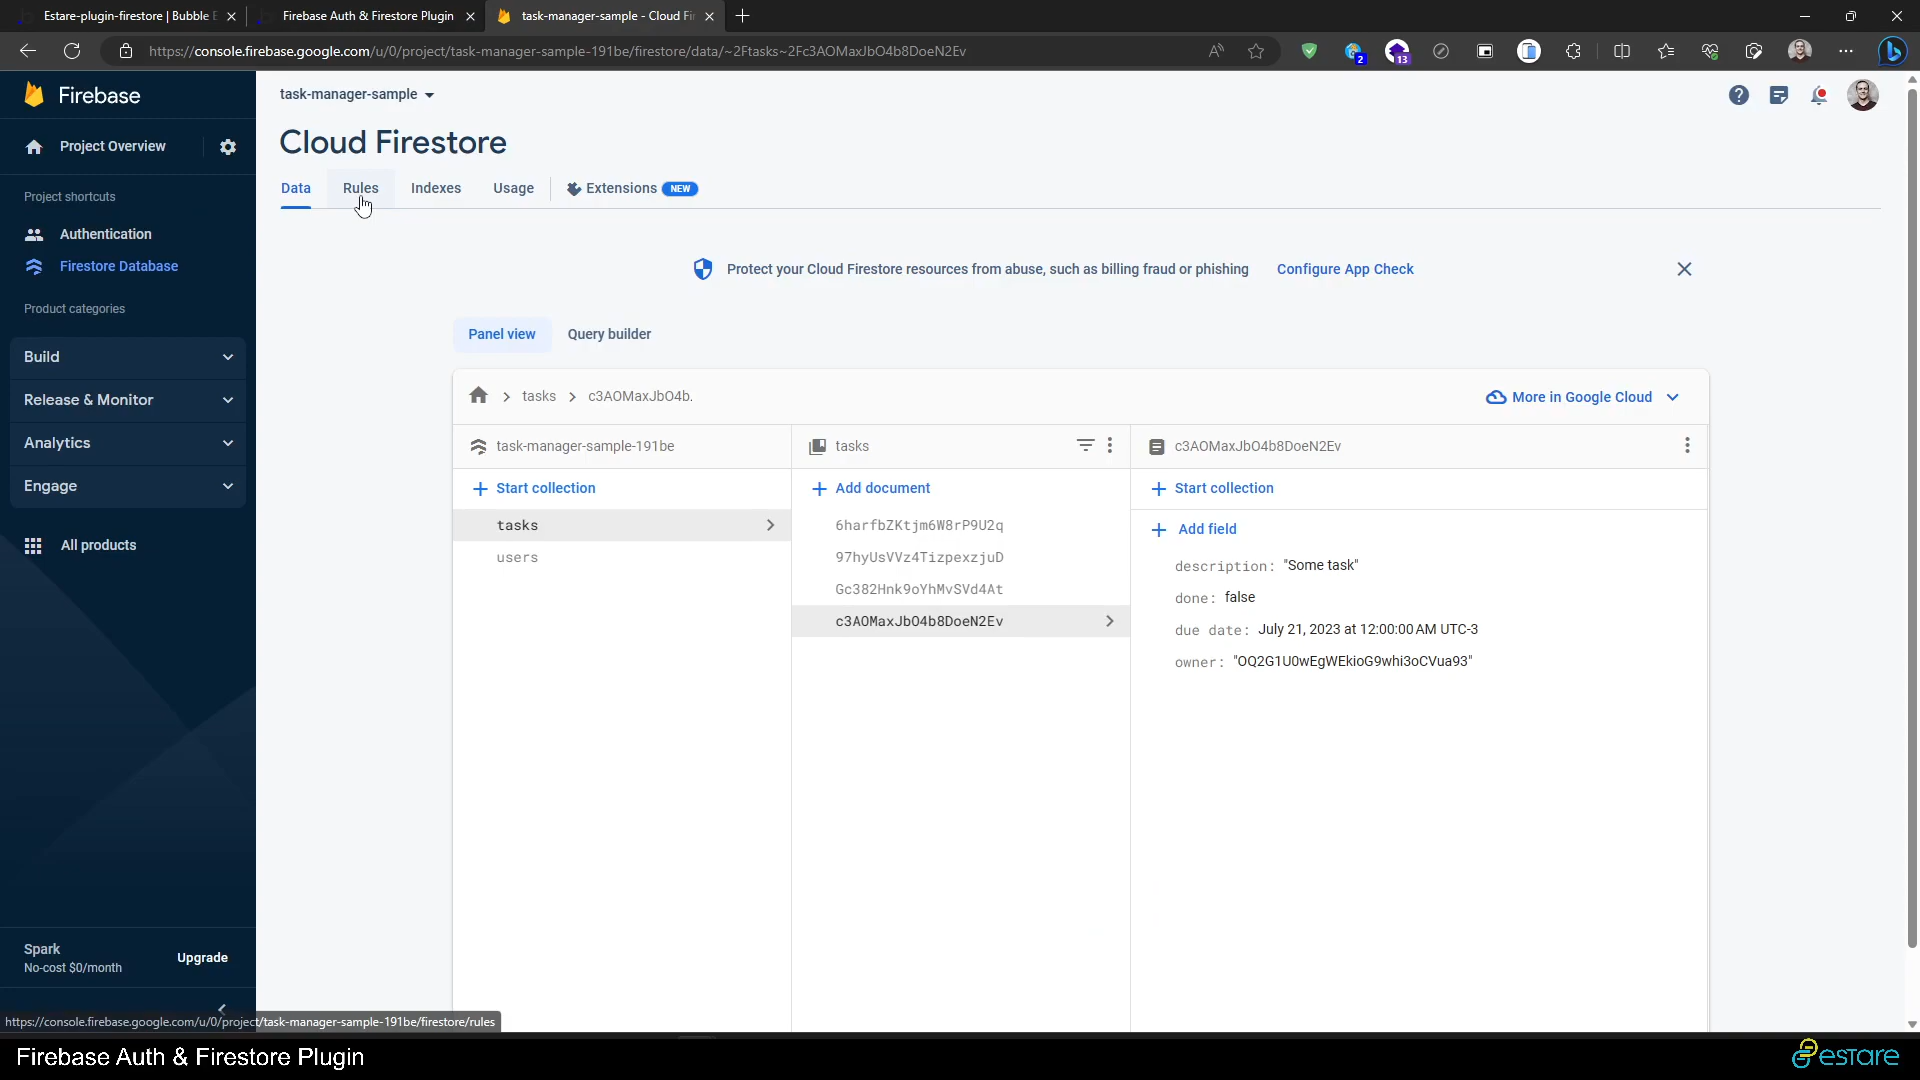 Estare-plugin-firestore | Bubble E
Firebase Auth & Firestore Plugin
task-manager-sample - Cloud Fir
https://console.firebase.google.com/u/0/project/task-manager-sample-191be/firestore/data/~2Ftasks~2Fc3AOMaxJbO4b8DoeN2Ev
2
13
Firebase
Project Overview
Project shortcuts
Authentication
Firestore Database
Product categories
Build
Release & Monitor
Analytics
Engage
All products
Spark
No-cost $0/month
Upgrade
task-manager-sample
Cloud Firestore
Data
Rules
Indexes
Usage
Extensions NEW
Protect your Cloud Firestore resources from abuse, such as billing fraud or phishing
Configure App Check
Panel view
Query builder
tasks
c3AOMaxJbO4b.
More in Google Cloud
task-manager-sample-191be
Start collection
tasks
users
tasks
Add document
6harfbZKtjm6W8rP9U2q
97hyUsVVz4TizpexzjuD
Gc382Hnk9oYhMvSVd4At
c3AOMaxJbO4b8DoeN2Ev
c3AOMaxJbO4b8DoeN2Ev
Start collection
Add field
description: "Some task"
done: false
due date: July 21, 2023 at 12:00:00 AM UTC-3
owner: "OQ2G1U0wEgWEkioG9whi3oCVua93"
https://console.firebase.google.com/u/0/project/task-manager-sample-191be/firestore/rules
Firebase Auth & Firestore Plugin
estare